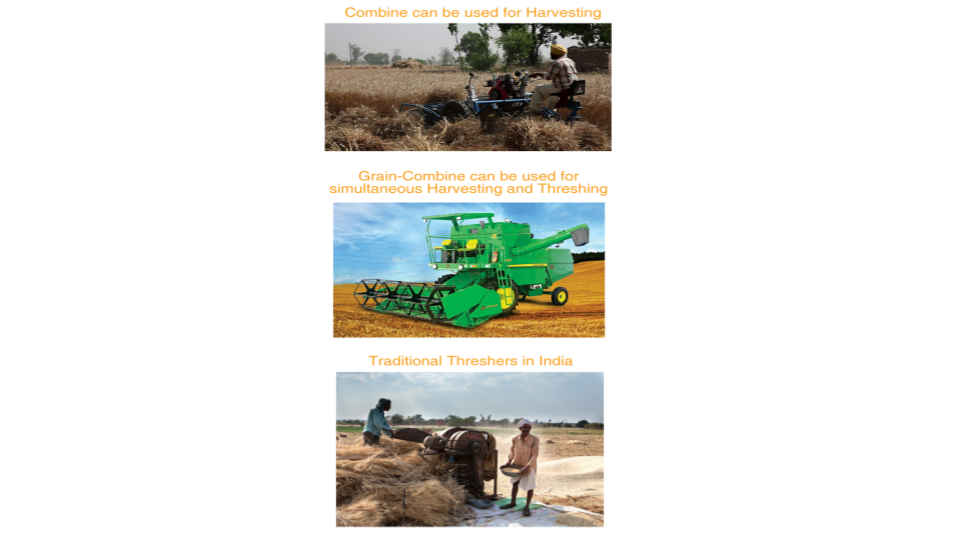 Combine can be used for Harvesting
Grain-Combine can be used for
simultaneous Harvesting and Threshing
Traditional Threshers in India